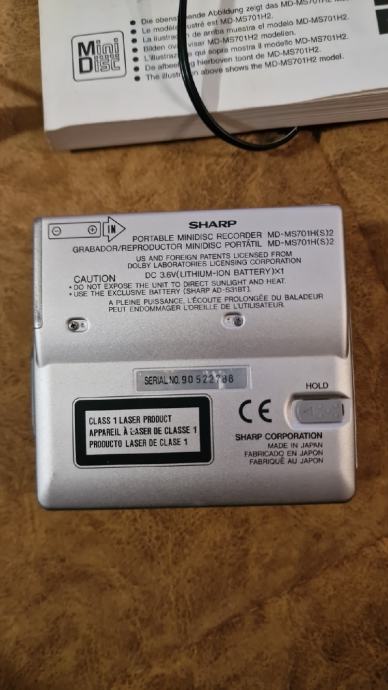 Mini
Disc
Die obenstehende Abbildung zeigt das MD-MS701H2
Le modèle illustré est MD-MS701H2.
La ilustración de arriba muestra el modelo MD-MS701H2.
Bilden ovan visar MD-MS701H2 modellen.
L'illustrazione qui sopra mostra il modello MD-MS701H2.
De afbeelding hierboven toont de MD-MS701H2
The illustration above shows the MD-MS701H2 model.
IN
SHARP
PORTABLE MINIDISC RECORDER MD-MS701H(S)2
GRABADOR/REPRODUCTOR MINIDISC PORTÁTIL MD-MS701H(S)2
US AND FOREIGN PATENTS LICENSED FROM
DOLBY LABORATORIES LICENSING CORPORATION
DC 3.6V(LITHIUM-ION BATTERY)×1
CAUTION
• DO NOT EXPOSE THE UNIT TO DIRECT SUNLIGHT AND HEAT.
• USE THE EXCLUSIVE BATTERY (SHARP AD-S31BT).
A PLEINE PUISSANCE, L'ÉCOUTE PROLONGÉE DU BALADEUR
PEUT ENDOMMAGER L'OREILLE DE L'UTILISATEUR.
SERIAL NO. 90522788
HOLD
CLASS 1 LASER PRODUCT
APPAREIL À LASER DE CLASSE 1
PRODUCTO LASER DE CLASE 1
CE
SHARP CORPORATION
MADE IN JAPAN
FABRICADO EN JAPON
FABRIQUÉ AU JAPON